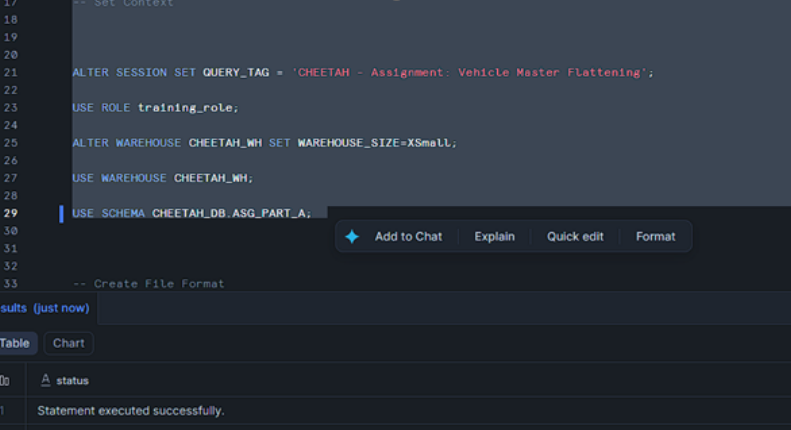 17 -- Set Context
18
19
20
21 ALTER SESSION SET QUERY_TAG = 'CHEETAH - Assignment: Vehicle Master Flattening';
22
23 USE ROLE training_role;
24
25 ALTER WAREHOUSE CHEETAH_WH SET WAREHOUSE_SIZE=XSmall;
26
27 USE WAREHOUSE CHEETAH_WH;
28
29 USE SCHEMA CHEETAH_DB.ASG_PART_A;
30
Add to Chat Explain Quick edit Format
31
32
33 -- Create File Format
sults (just now)
Table Chart
A status
1 Statement executed successfully.